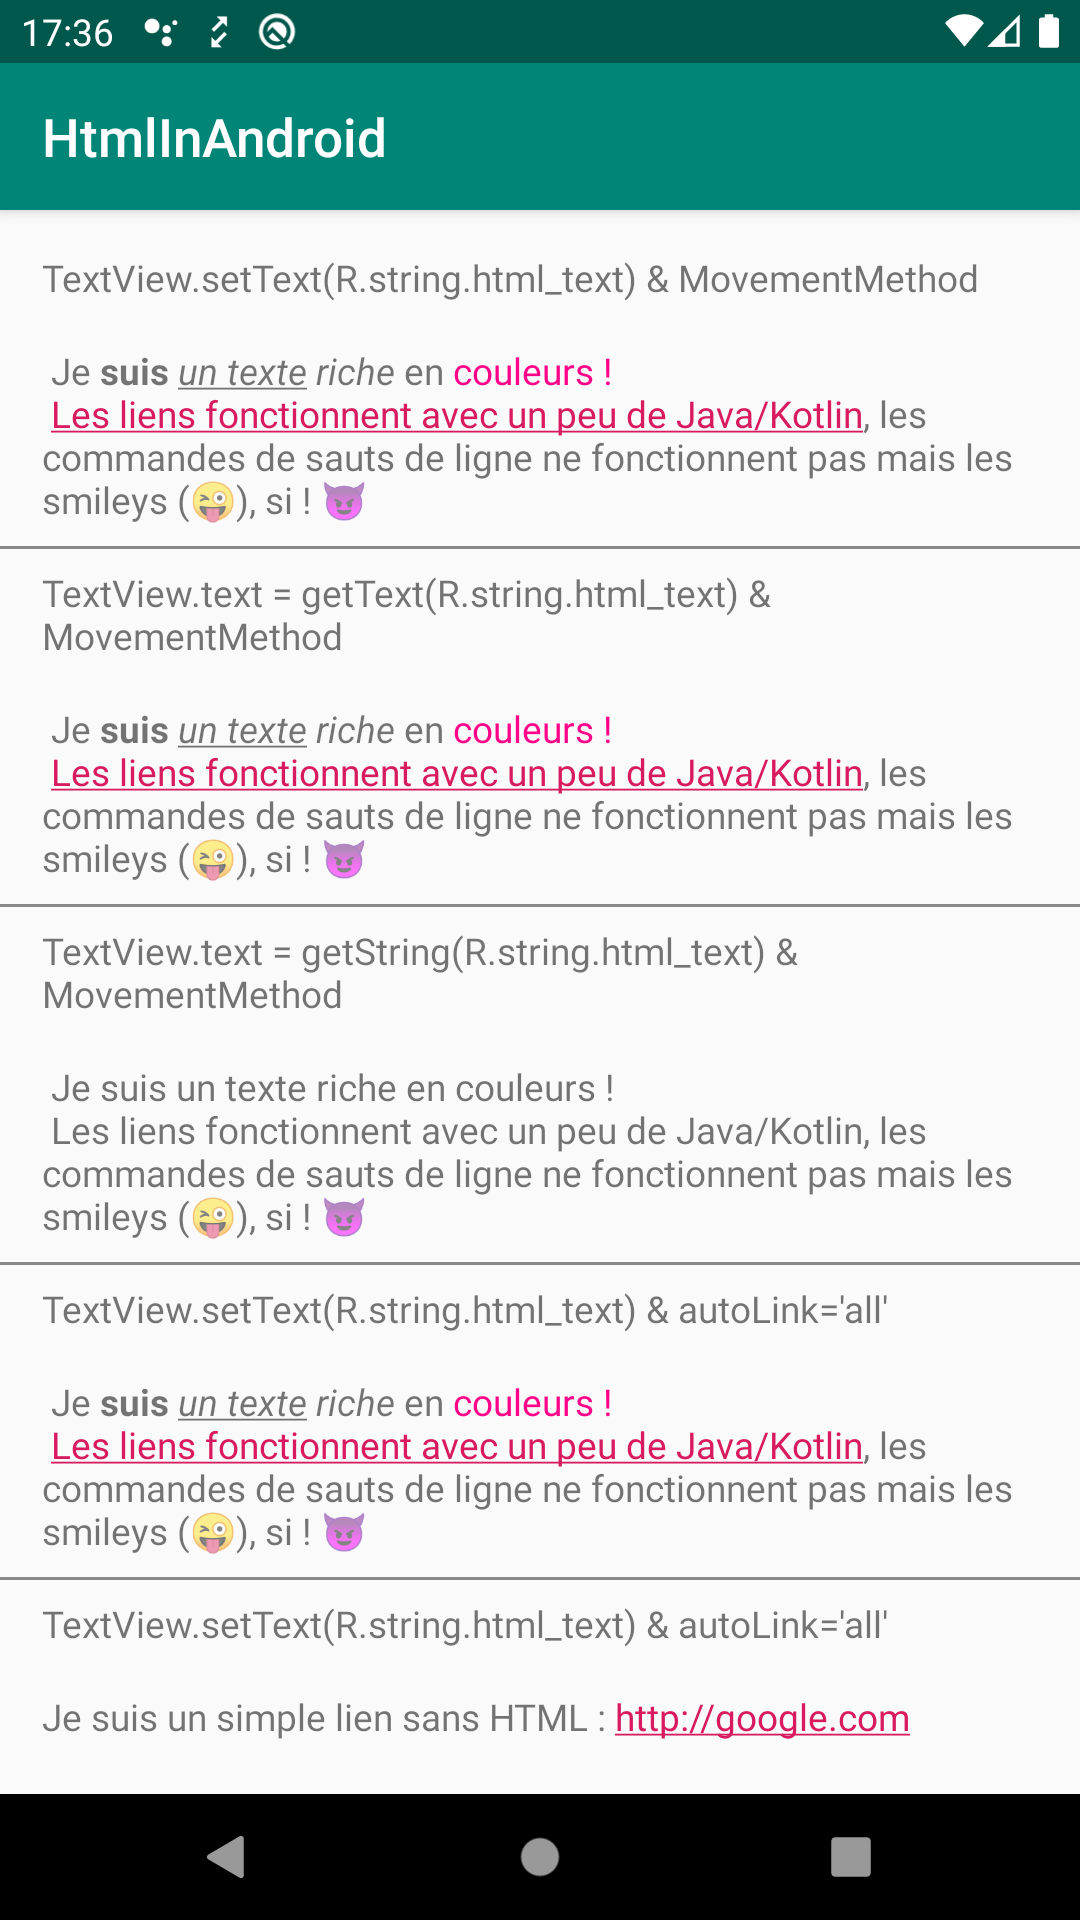 17:36
HtmlInAndroid
TextView.setText(R.string.html_text) & MovementMethod
Je suis un texte riche en couleurs !
Les liens fonctionnent avec un peu de Java/Kotlin, les
commandes de sauts de ligne ne fonctionnent pas mais les
smileys (😜), si ! 😈
TextView.text = getText(R.string.html_text) &
MovementMethod
Je suis un texte riche en couleurs !
Les liens fonctionnent avec un peu de Java/Kotlin, les
commandes de sauts de ligne ne fonctionnent pas mais les
smileys (😜), si ! 😈
TextView.text = getString(R.string.html_text) &
MovementMethod
Je suis un texte riche en couleurs !
Les liens fonctionnent avec un peu de Java/Kotlin, les
commandes de sauts de ligne ne fonctionnent pas mais les
smileys (😜), si ! 😈
TextView.setText(R.string.html_text) & autoLink='all'
Je suis un texte riche en couleurs !
Les liens fonctionnent avec un peu de Java/Kotlin, les
commandes de sauts de ligne ne fonctionnent pas mais les
smileys (😜), si ! 😈
TextView.setText(R.string.html_text) & autoLink='all'
Je suis un simple lien sans HTML : http://google.com